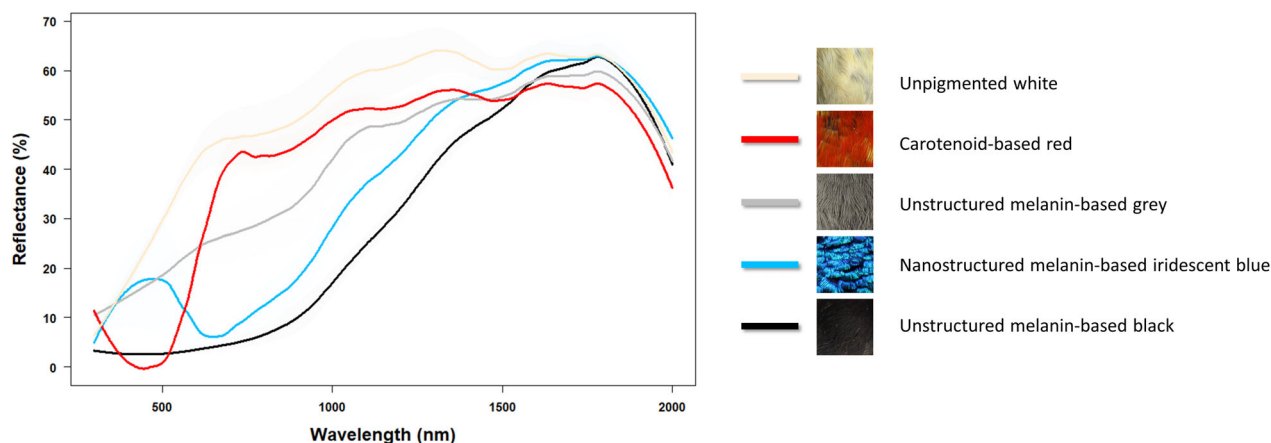 70
60
50
40
30
20
10
0
Reflectance (%)
500
1000
1500
2000
Wavelength (nm)
Unpigmented white
Carotenoid-based red
Unstructured melanin-based grey
Nanostructured melanin-based iridescent blue
Unstructured melanin-based black